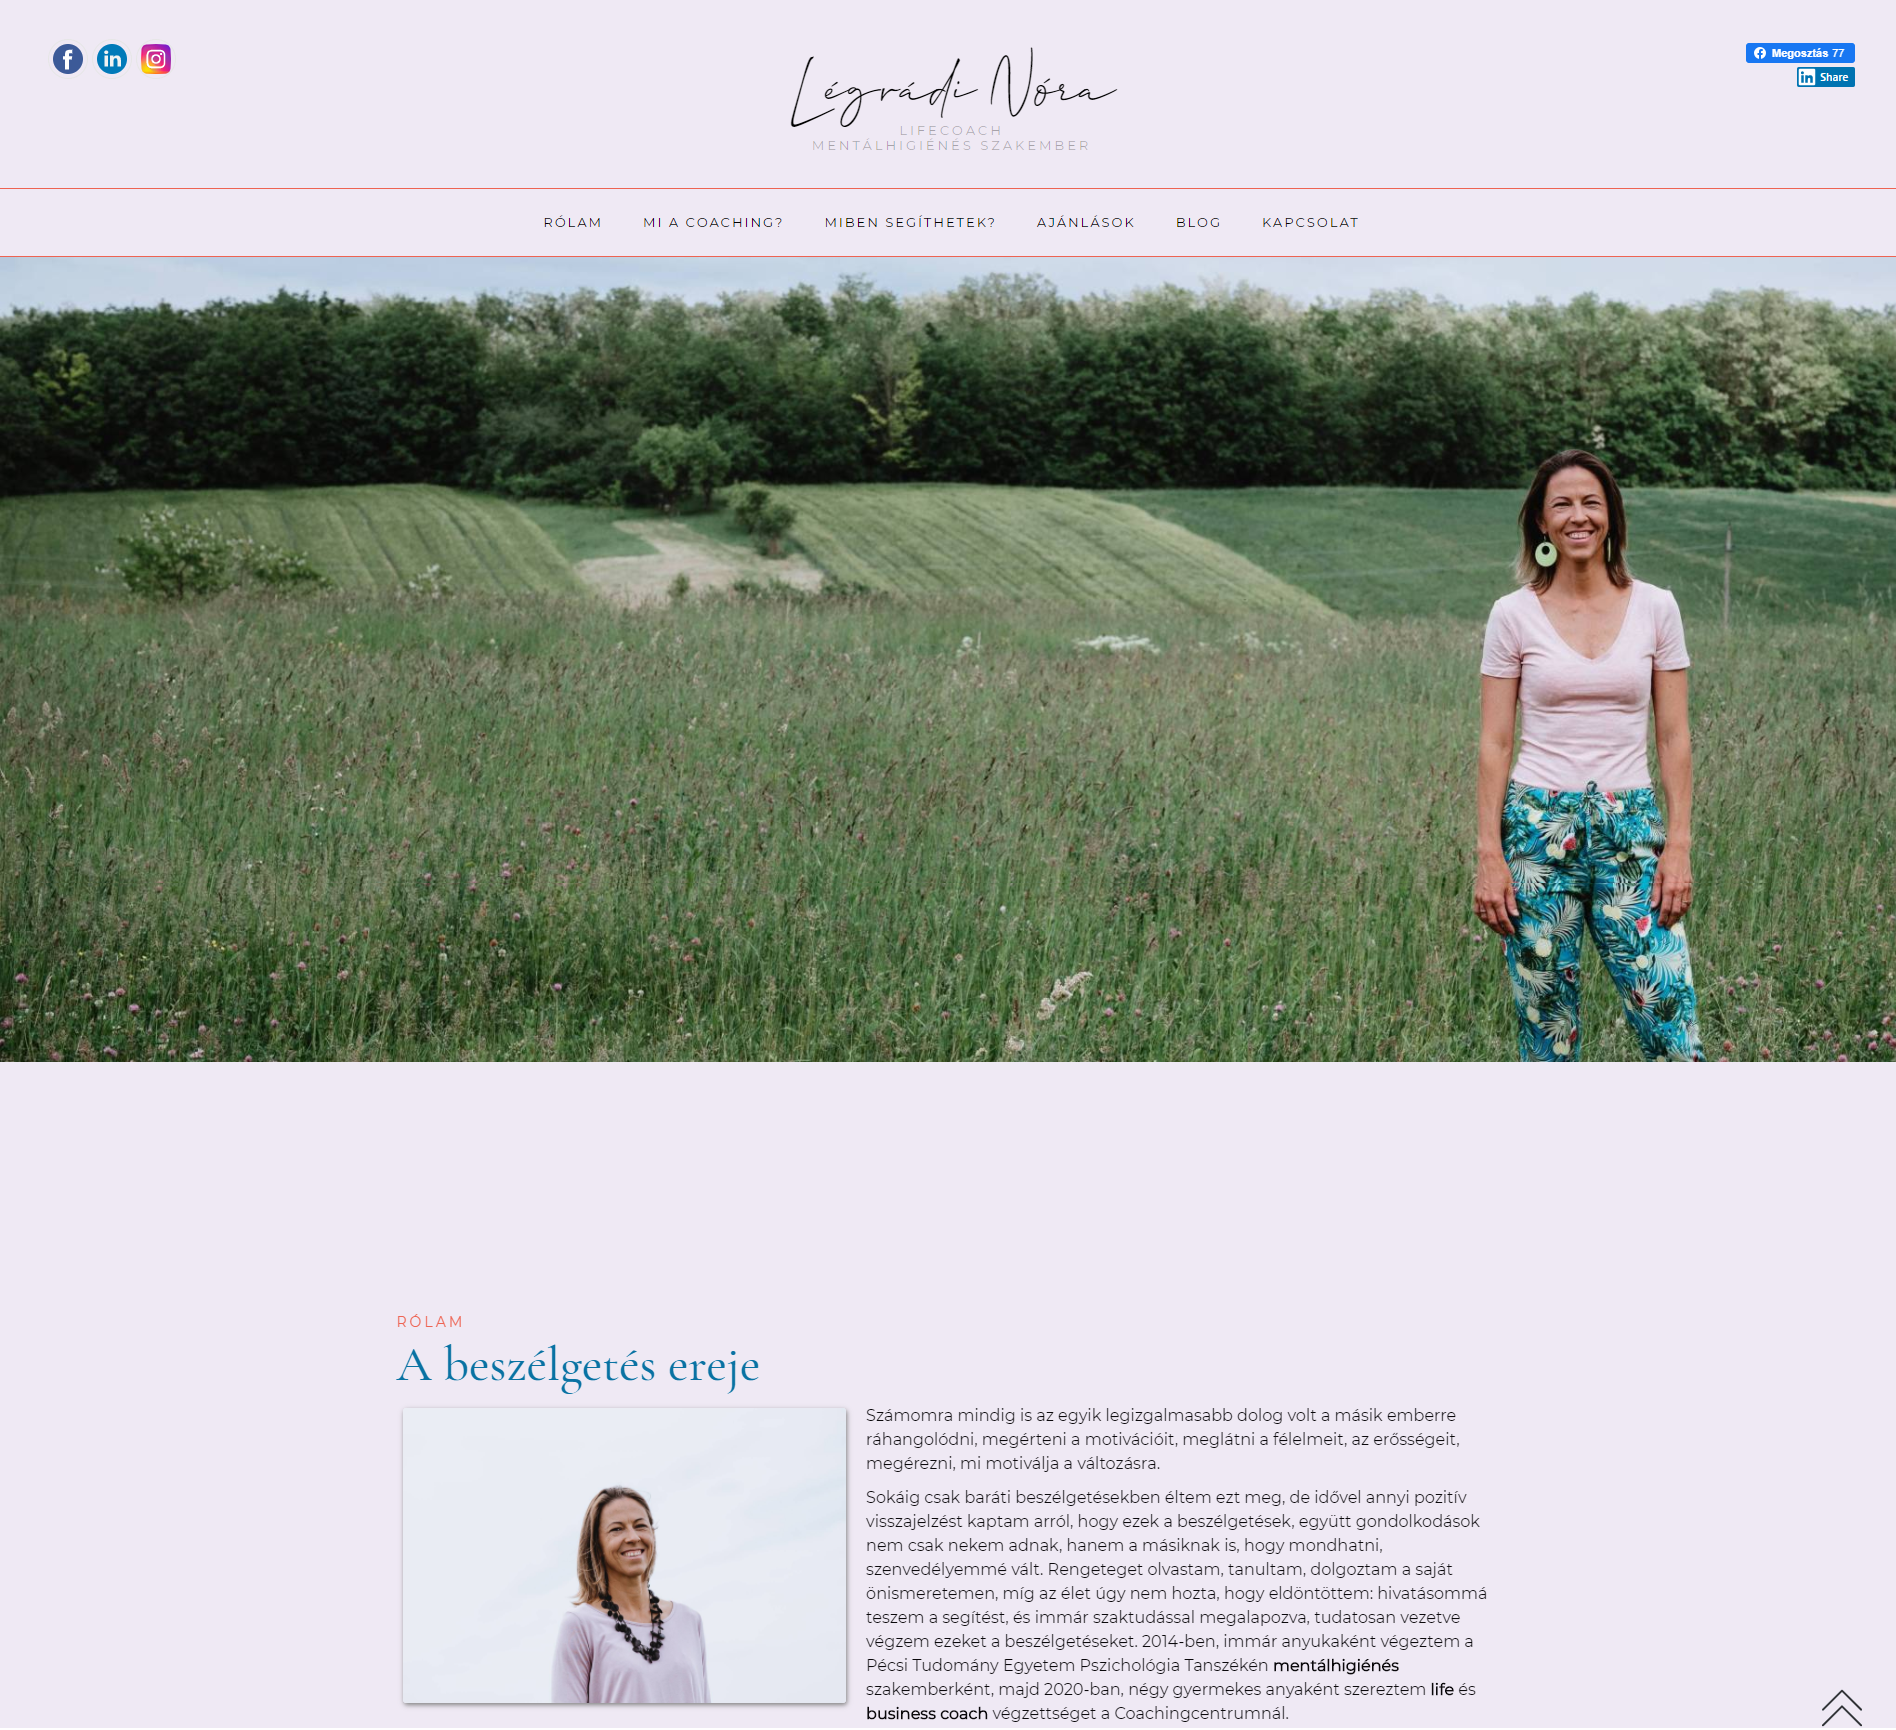 Légrádi Nóra
LIFECOACH
MENTÁLHIGIÉNÉS SZAKEMBER
Megosztás 77
in Share
RÓLAM MI A COACHING? MIBEN SEGÍTHETEK? AJÁNLÁSOK BLOG KAPCSOLAT
RÓLAM
A beszélgetés ereje
Számomra mindig is az egyik legizgalmasabb dolog volt a másik emberre
ráhangolódni, megérteni a motivációit, meglátni a félelmeit, az erősségeit,
megérezni, mi motiválja a változásra.
Sokáig csak baráti beszélgetésekben éltem ezt meg, de idővel annyi pozitív
visszajelzést kaptam arról, hogy ezek a beszélgetések, együtt gondolkodások
nem csak nekem adnak, hanem a másiknak is, hogy mondhatni,
szenvedélyemmé vált. Rengeteget olvastam, tanultam, dolgoztam a saját
önismeretemen, míg az élet úgy nem hozta, hogy eldöntöttem: hivatásommá
teszem a segítést, és immár szaktudással megalapozva, tudatosan vezetve
végzem ezeket a beszélgetéseket. 2014-ben, immár anyukaként végeztem a
Pécsi Tudomány Egyetem Pszichológia Tanszékén mentálhigiénés
szakemberként, majd 2020-ban, négy gyermekes anyaként szereztem life és
business coach végzettséget a Coachingcentrumnál.